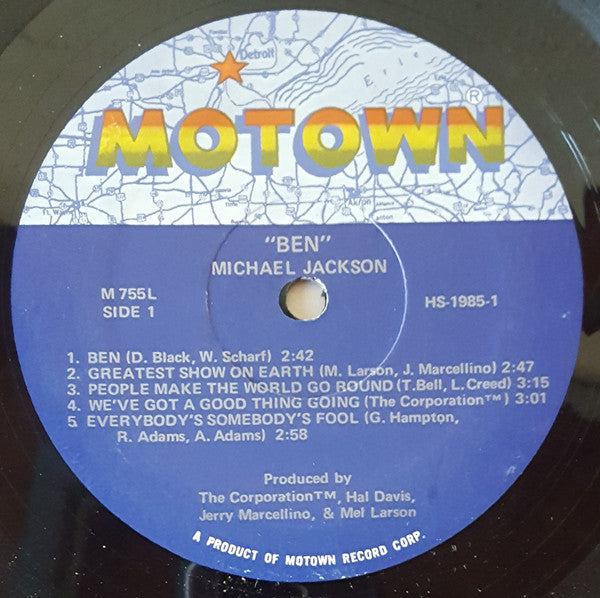 Detroit
Erie
MOTOWN®
Akron
"BEN"
MICHAEL JACKSON
M 755L
SIDE 1
HS-1985-1
1. BEN (D. Black, W. Scharf) 2:42
2. GREATEST SHOW ON EARTH (M. Larson, J. Marcellino) 2:47
3. PEOPLE MAKE THE WORLD GO ROUND (T. Bell, L. Creed) 3:15
4. WE'VE GOT A GOOD THING GOING (The Corporation™) 3:01
5. EVERYBODY'S SOMEBODY'S FOOL (G. Hampton,
R. Adams, A. Adams) 2:58
Produced by
The Corporation™, Hal Davis,
Jerry Marcellino, & Mel Larson
A PRODUCT OF MOTOWN RECORD CORP.